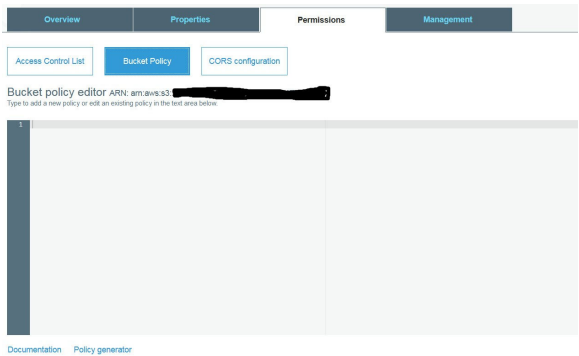 Overview Properties Permissions Management
Access Control List Bucket Policy CORS configuration
Bucket policy editor ARN: arn:aws:s3:
Type to add a new policy or edit an existing policy in the text area below.
1
Documentation Policy generator